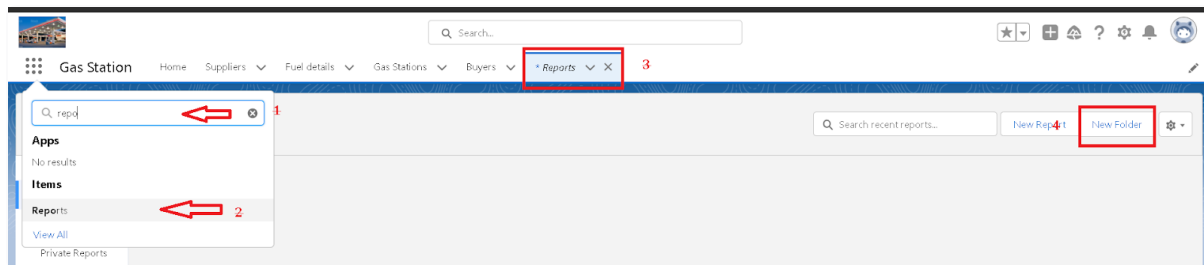 Search...
Gas Station Home Suppliers Fuel details Gas Stations Buyers * Reports 3
repo 1
Search recent reports... New Report 4 New Folder
Apps
No results
Items
Reports 2
View All
Private Reports